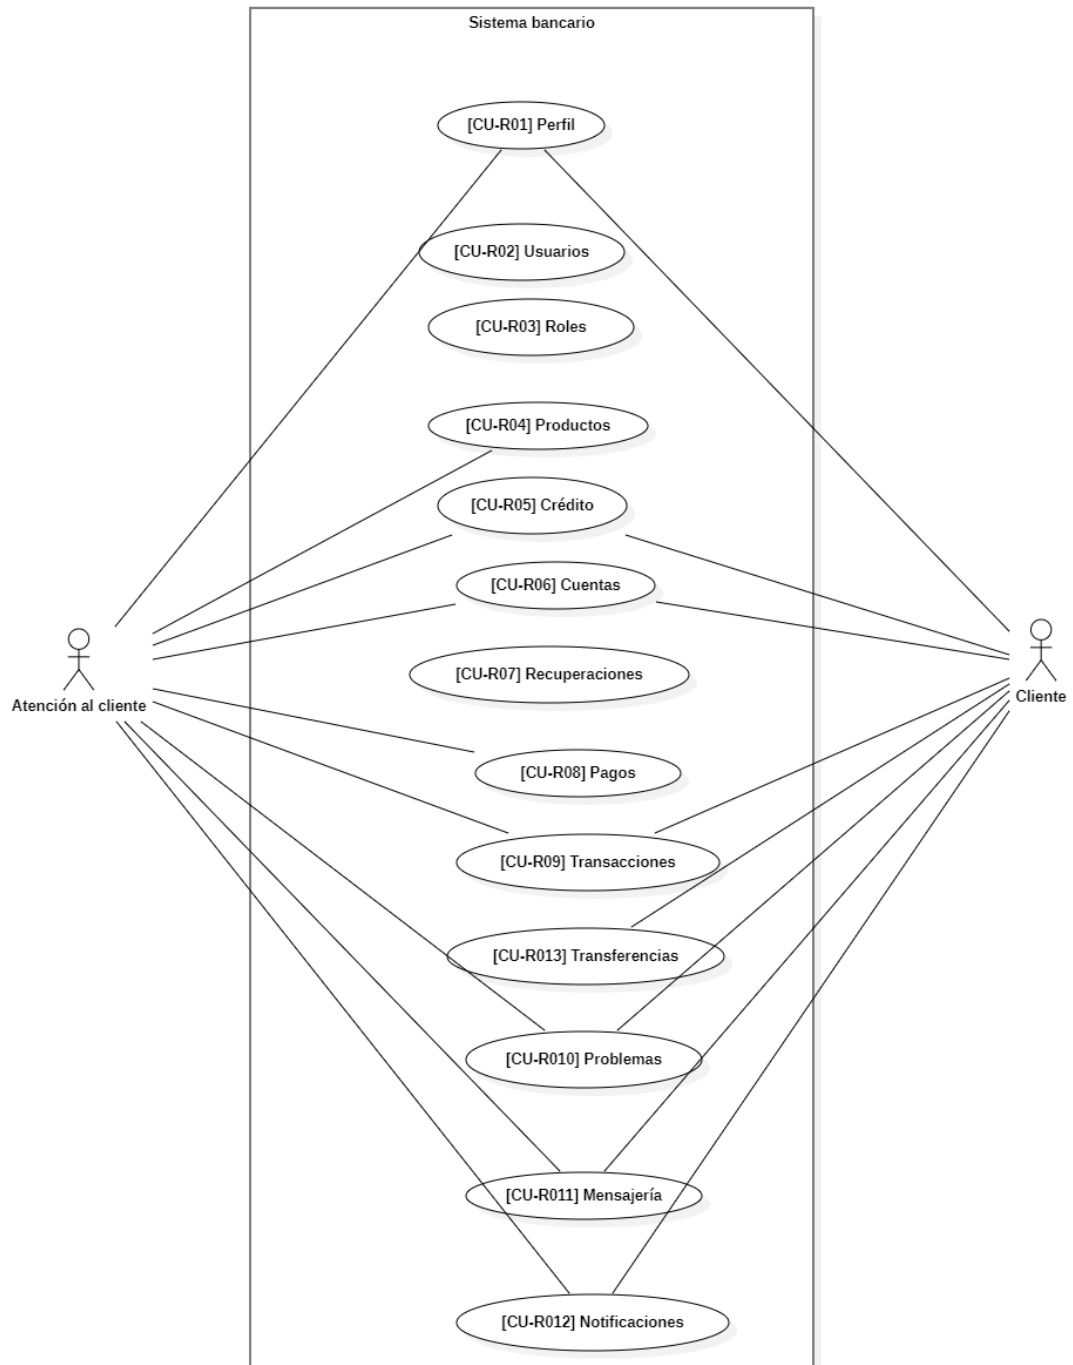 Sistema bancario
[CU-R01] Perfil
[CU-R02] Usuarios
[CU-R03] Roles
[CU-R04] Productos
[CU-R05] Crédito
[CU-R06] Cuentas
[CU-R07] Recuperaciones
Atención al cliente
Cliente
[CU-R08] Pagos
[CU-R09] Transacciones
[CU-R013] Transferencias
[CU-R010] Problemas
[CU-R011] Mensajería
[CU-R012] Notificaciones